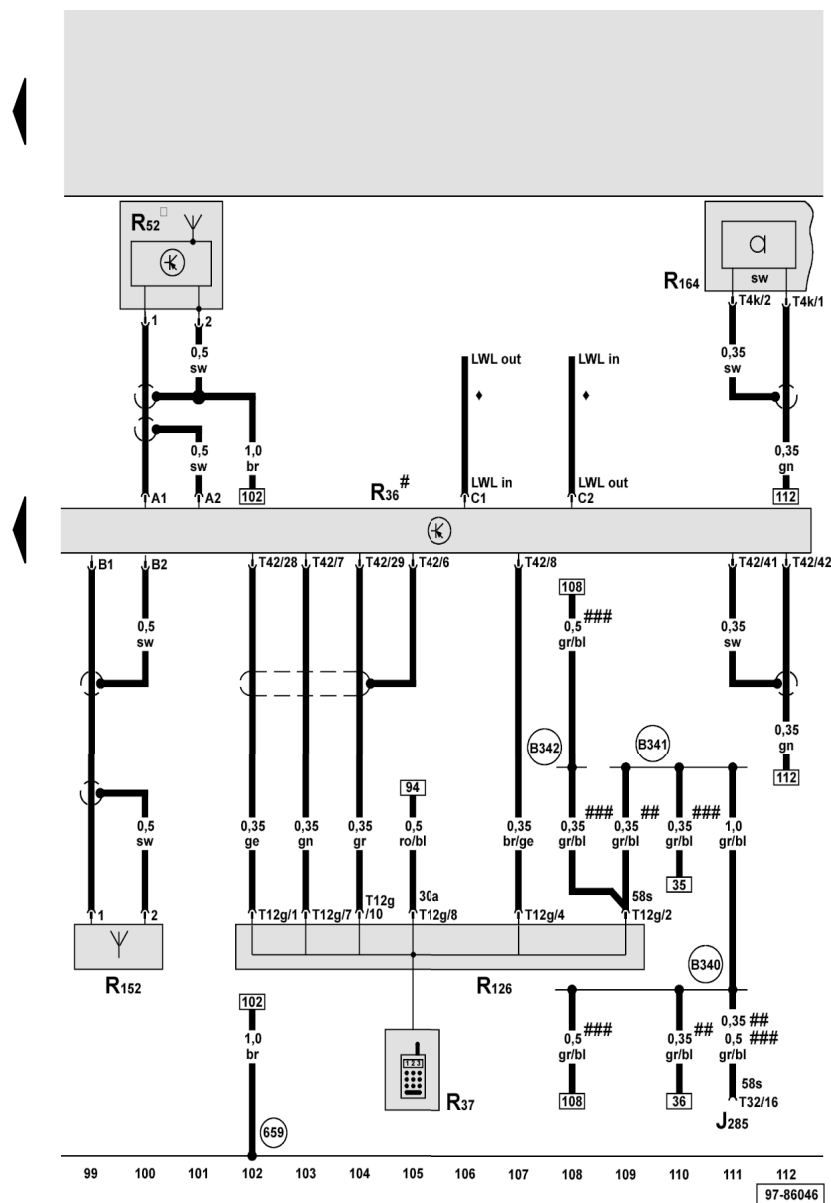 R52
R164
sw
T4k/2 T4k/1
1 2
0,5
sw
0,35
sw
LWL out LWL in
0,5
sw
1,0
br
0,35
gn
LWL in LWL out
A1 A2 102 R36 # C1 C2 112
B1 B2 T42/28 T42/7 T42/29 T42/6 T42/8 T42/41 T42/42
108
0,5 ###
gr/bl
0,5
sw
0,35
sw
0,35
gn
B342 B341
112
94
0,5
sw
0,35
ge
0,35
gn
0,35
gr
0,5
ro/bl
0,35
br/ge
0,35 ###
gr/bl
0,35 ##
gr/bl
0,35 ###
gr/bl
1,0
gr/bl
35
30a 58s
1 2 T12g/1 T12g/7 T12g
/10 T12g/8 T12g/4 T12g/2
R152 R126 B340
102
1,0
br
0,5 ###
gr/bl
0,35 ##
gr/bl
0,35 ##
0,5 ###
gr/bl
1 2 3
R37
108 36
58s
T32/16
J285
659
99 100 101 102 103 104 105 106 107 108 109 110 111 112
97-86046